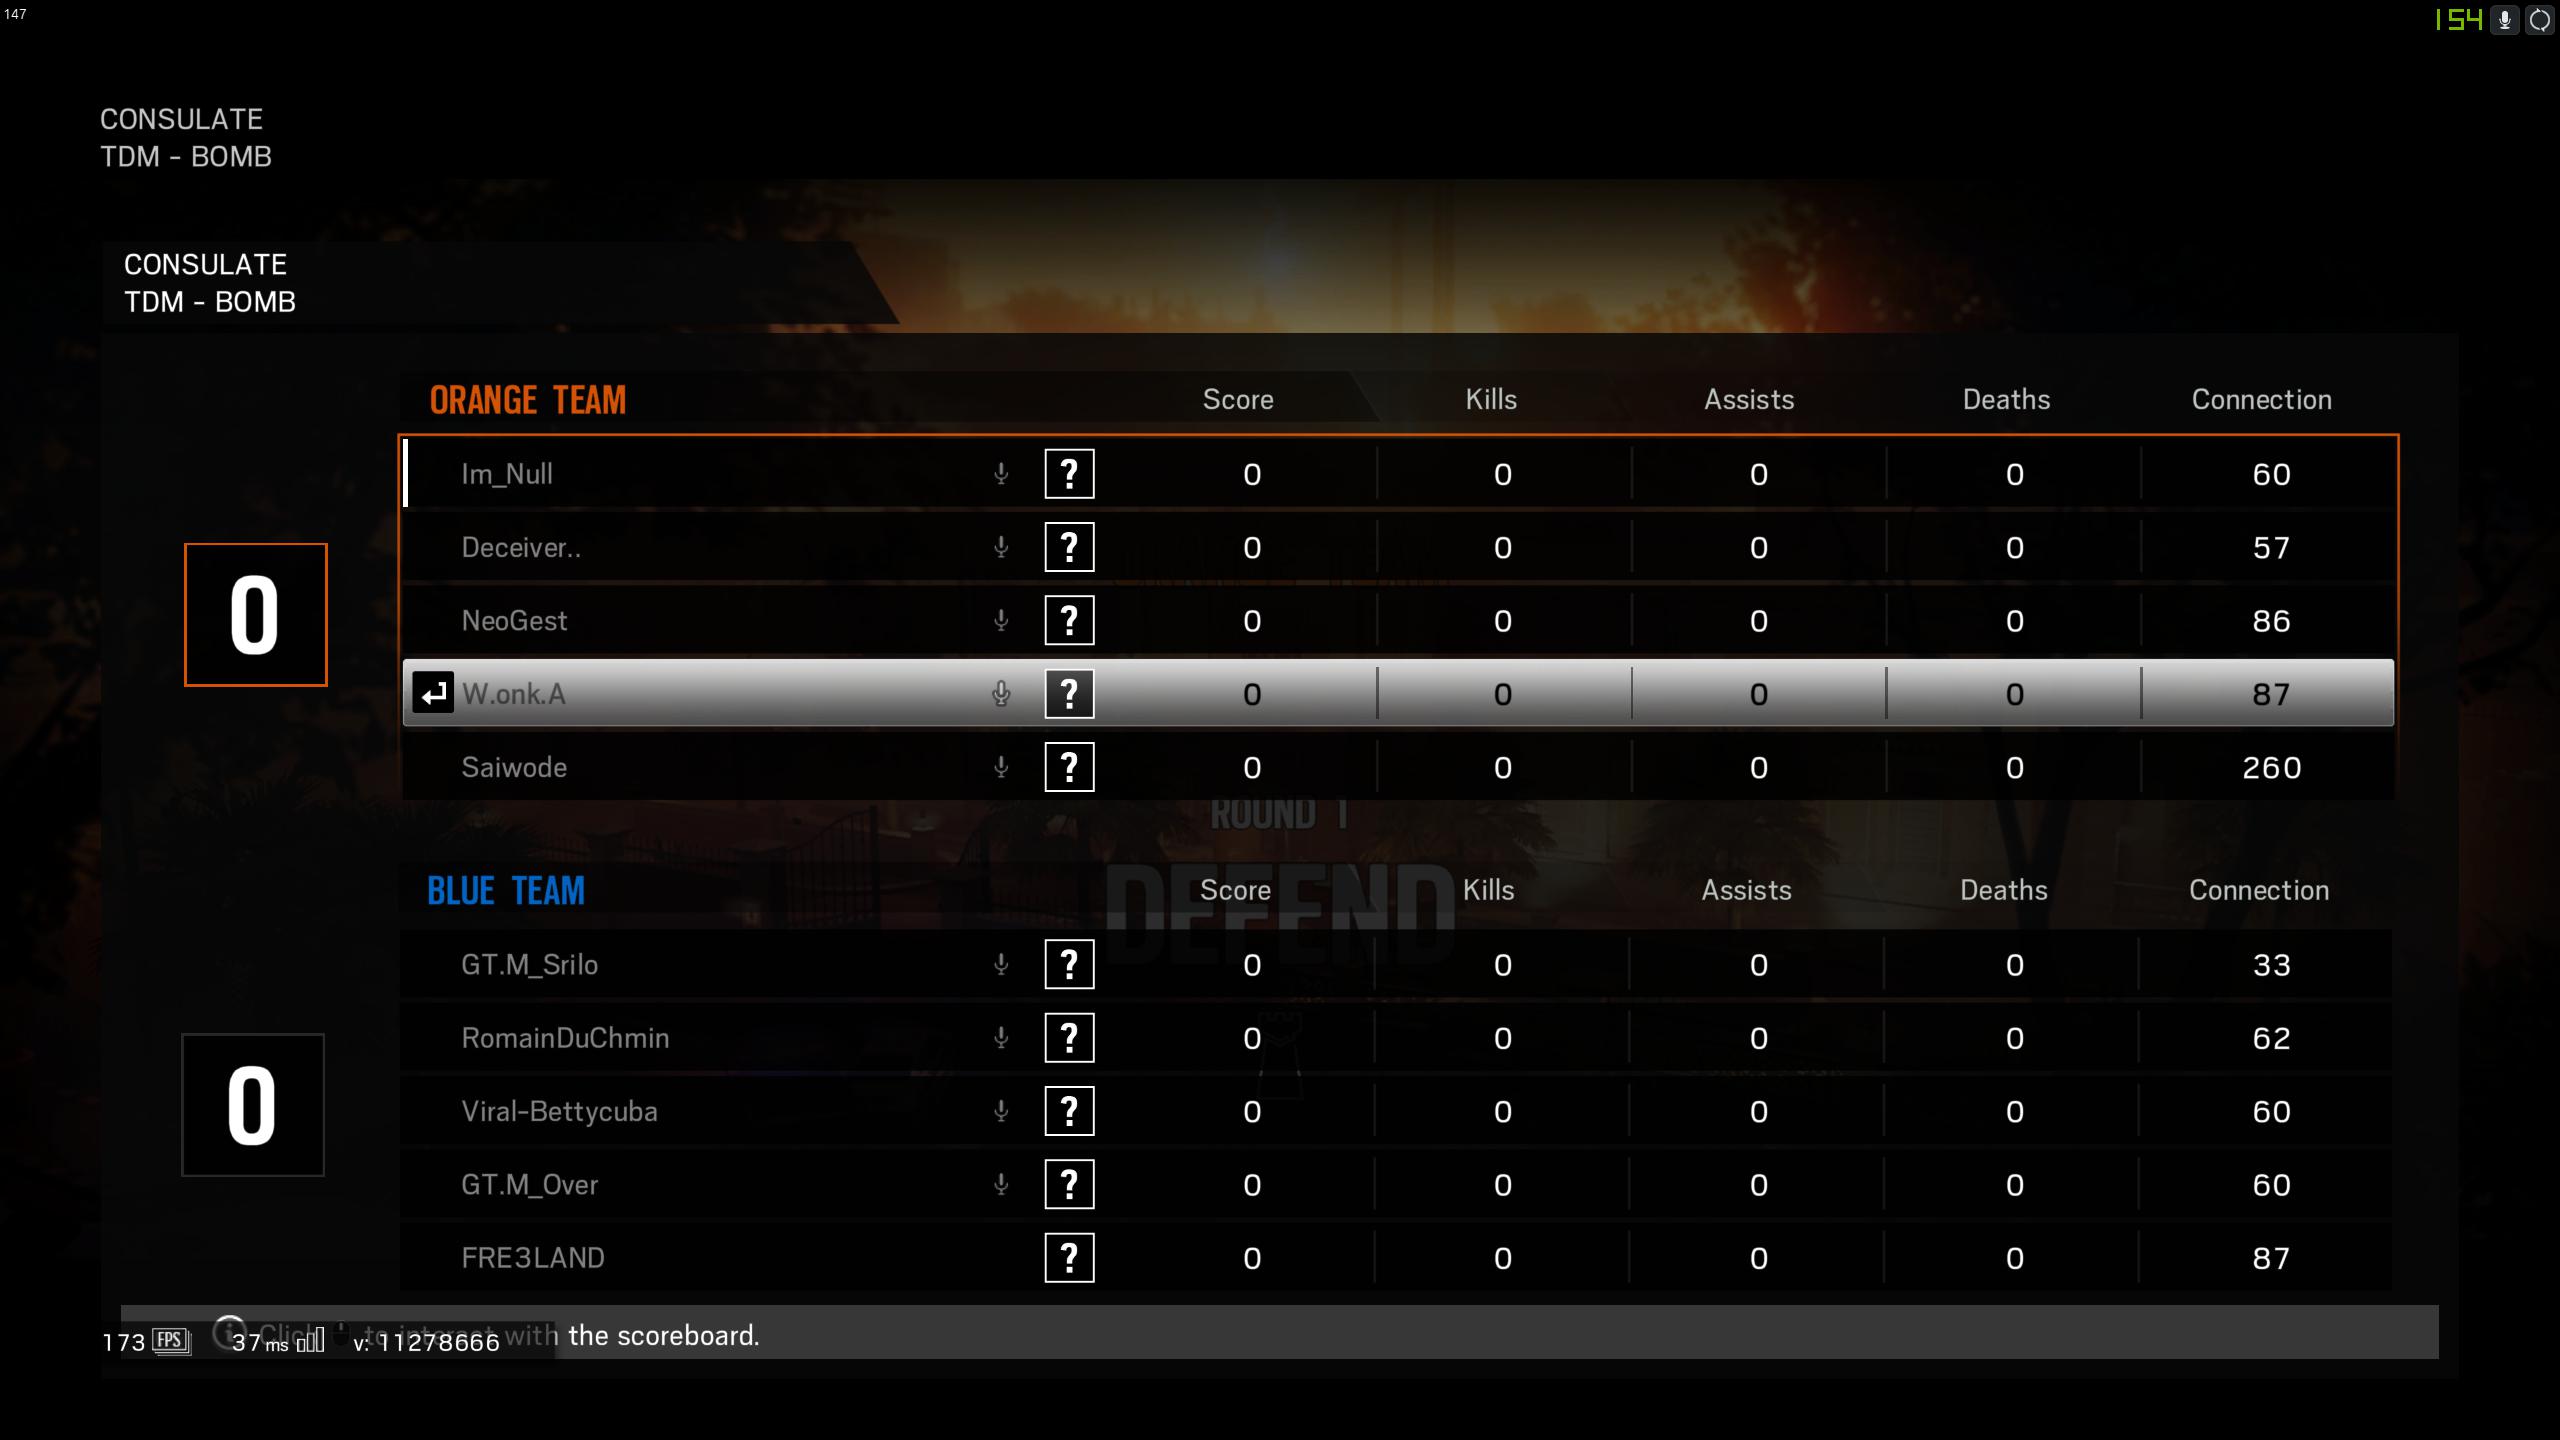 147
154
CONSULATE
TDM - BOMB
CONSULATE
TDM - BOMB
ORANGE TEAM Score Kills Assists Deaths Connection
Im_Null ? 0 0 0 0 60
Deceiver.. ? 0 0 0 0 57
0
NeoGest ? 0 0 0 0 86
W.onk.A ? 0 0 0 0 87
Saiwode ? 0 0 0 0 260
ROUND 1
DEFEND
BLUE TEAM Score Kills Assists Deaths Connection
GT.M_Srilo ? 0 0 0 0 33
RomainDuChmin ? 0 0 0 0 62
0
Viral-Bettycuba ? 0 0 0 0 60
GT.M_Over ? 0 0 0 0 60
FRE3LAND ? 0 0 0 0 87
Click to interact with the scoreboard.
173 FPS 37 ms v: 11278666